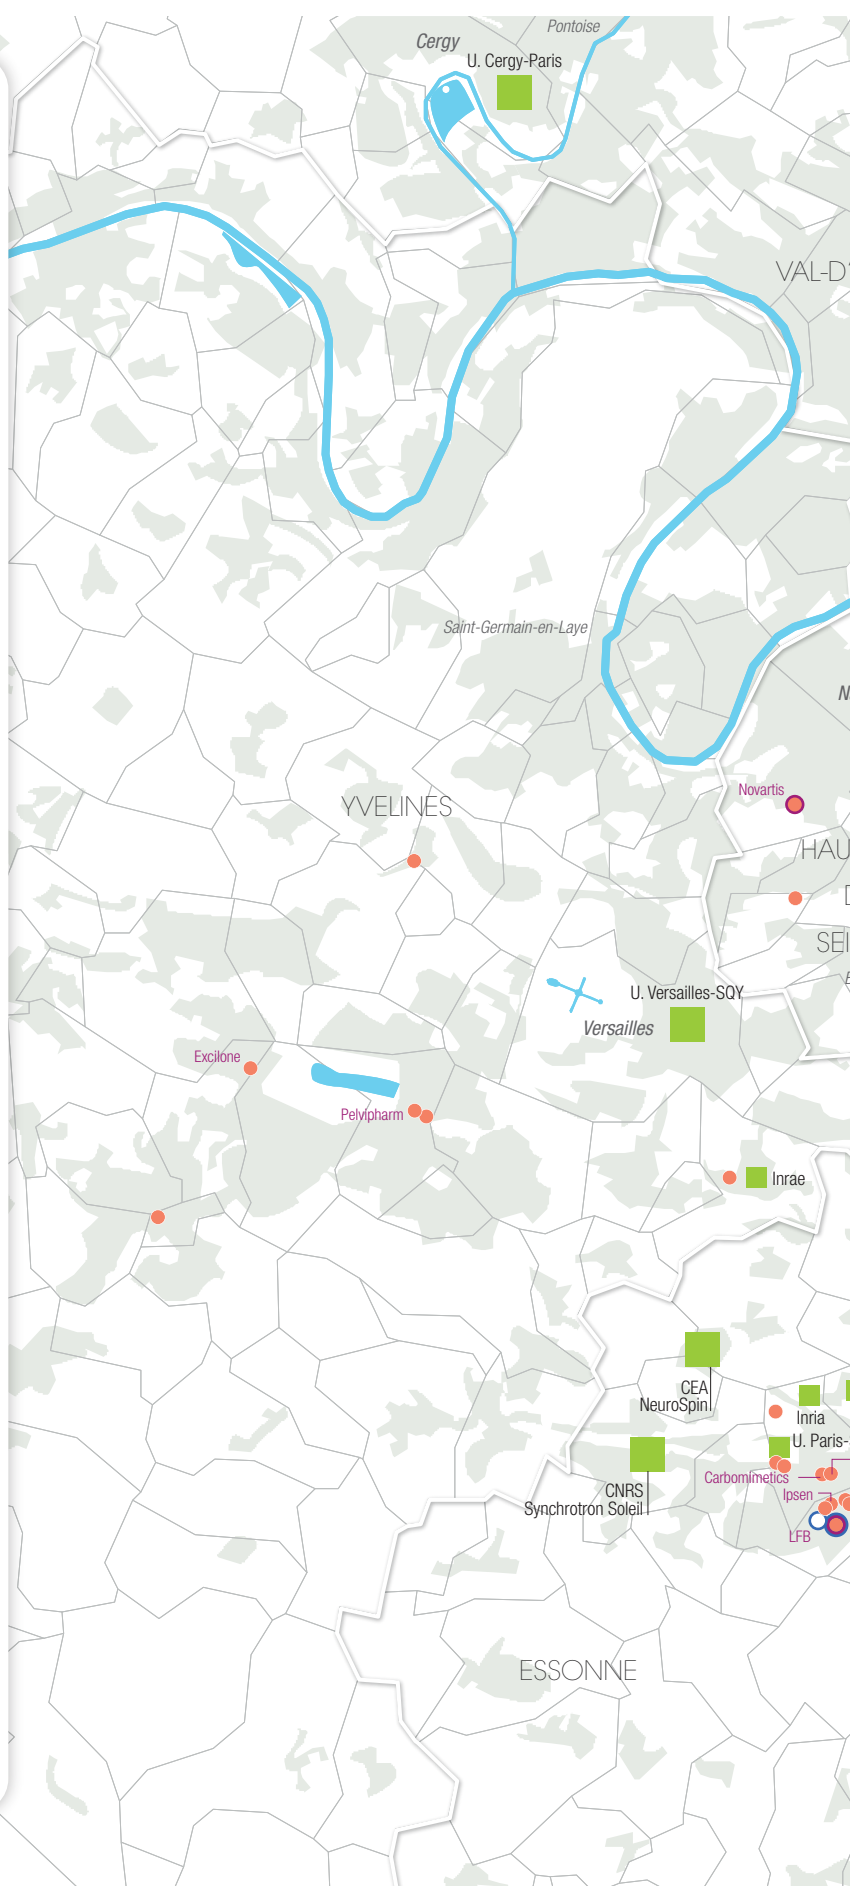 Pontoise
Cergy
U. Cergy-Paris
VAL-D'
Saint-Germain-en-Laye
N
Novartis
YVELINES
HAU
D
SEI
U. Versailles-SQY
Versailles
Excilone
Pelvipharm
Inrae
CEA
NeuroSpin
Inria
U. Paris-
Carbomimetics
CNRS
Synchrotron Soleil
Ipsen
LFB
ESSONNE